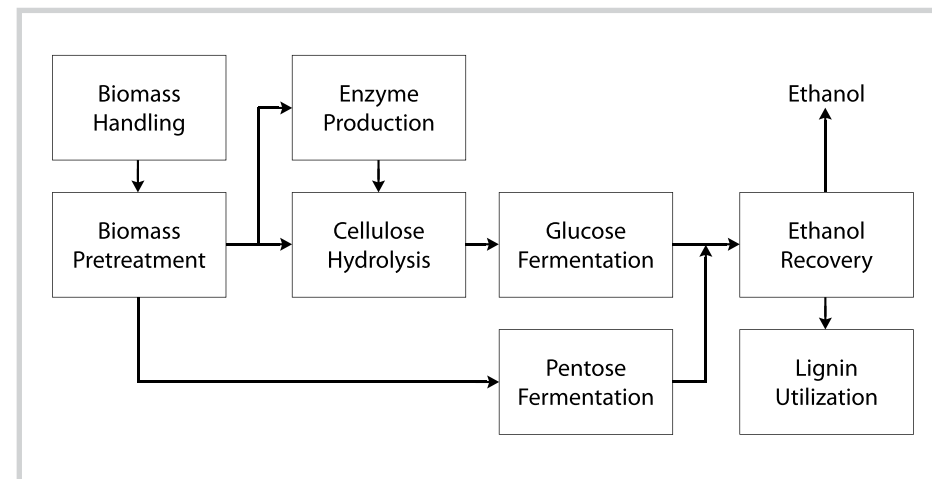 Biomass
Handling
Enzyme
Production
Ethanol
Biomass
Pretreatment
Cellulose
Hydrolysis
Glucose
Fermentation
Ethanol
Recovery
Pentose
Fermentation
Lignin
Utilization